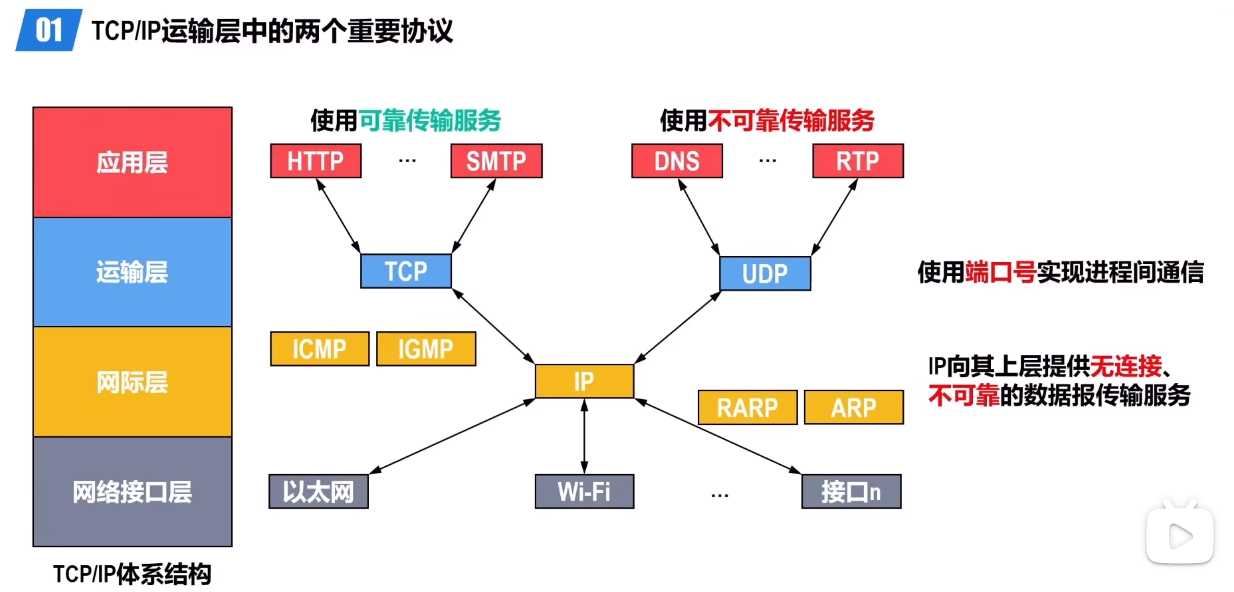 01 TCP/IP运输层中的两个重要协议
使用可靠传输服务
使用不可靠传输服务
应用层
HTTP
...
SMTP
DNS
...
RTP
运输层
TCP
UDP
使用端口号实现进程间通信
网际层
ICMP
IGMP
IP
RARP
ARP
IP向其上层提供无连接、
不可靠的数据报传输服务
网络接口层
以太网
Wi-Fi
...
接口n
TCP/IP体系结构